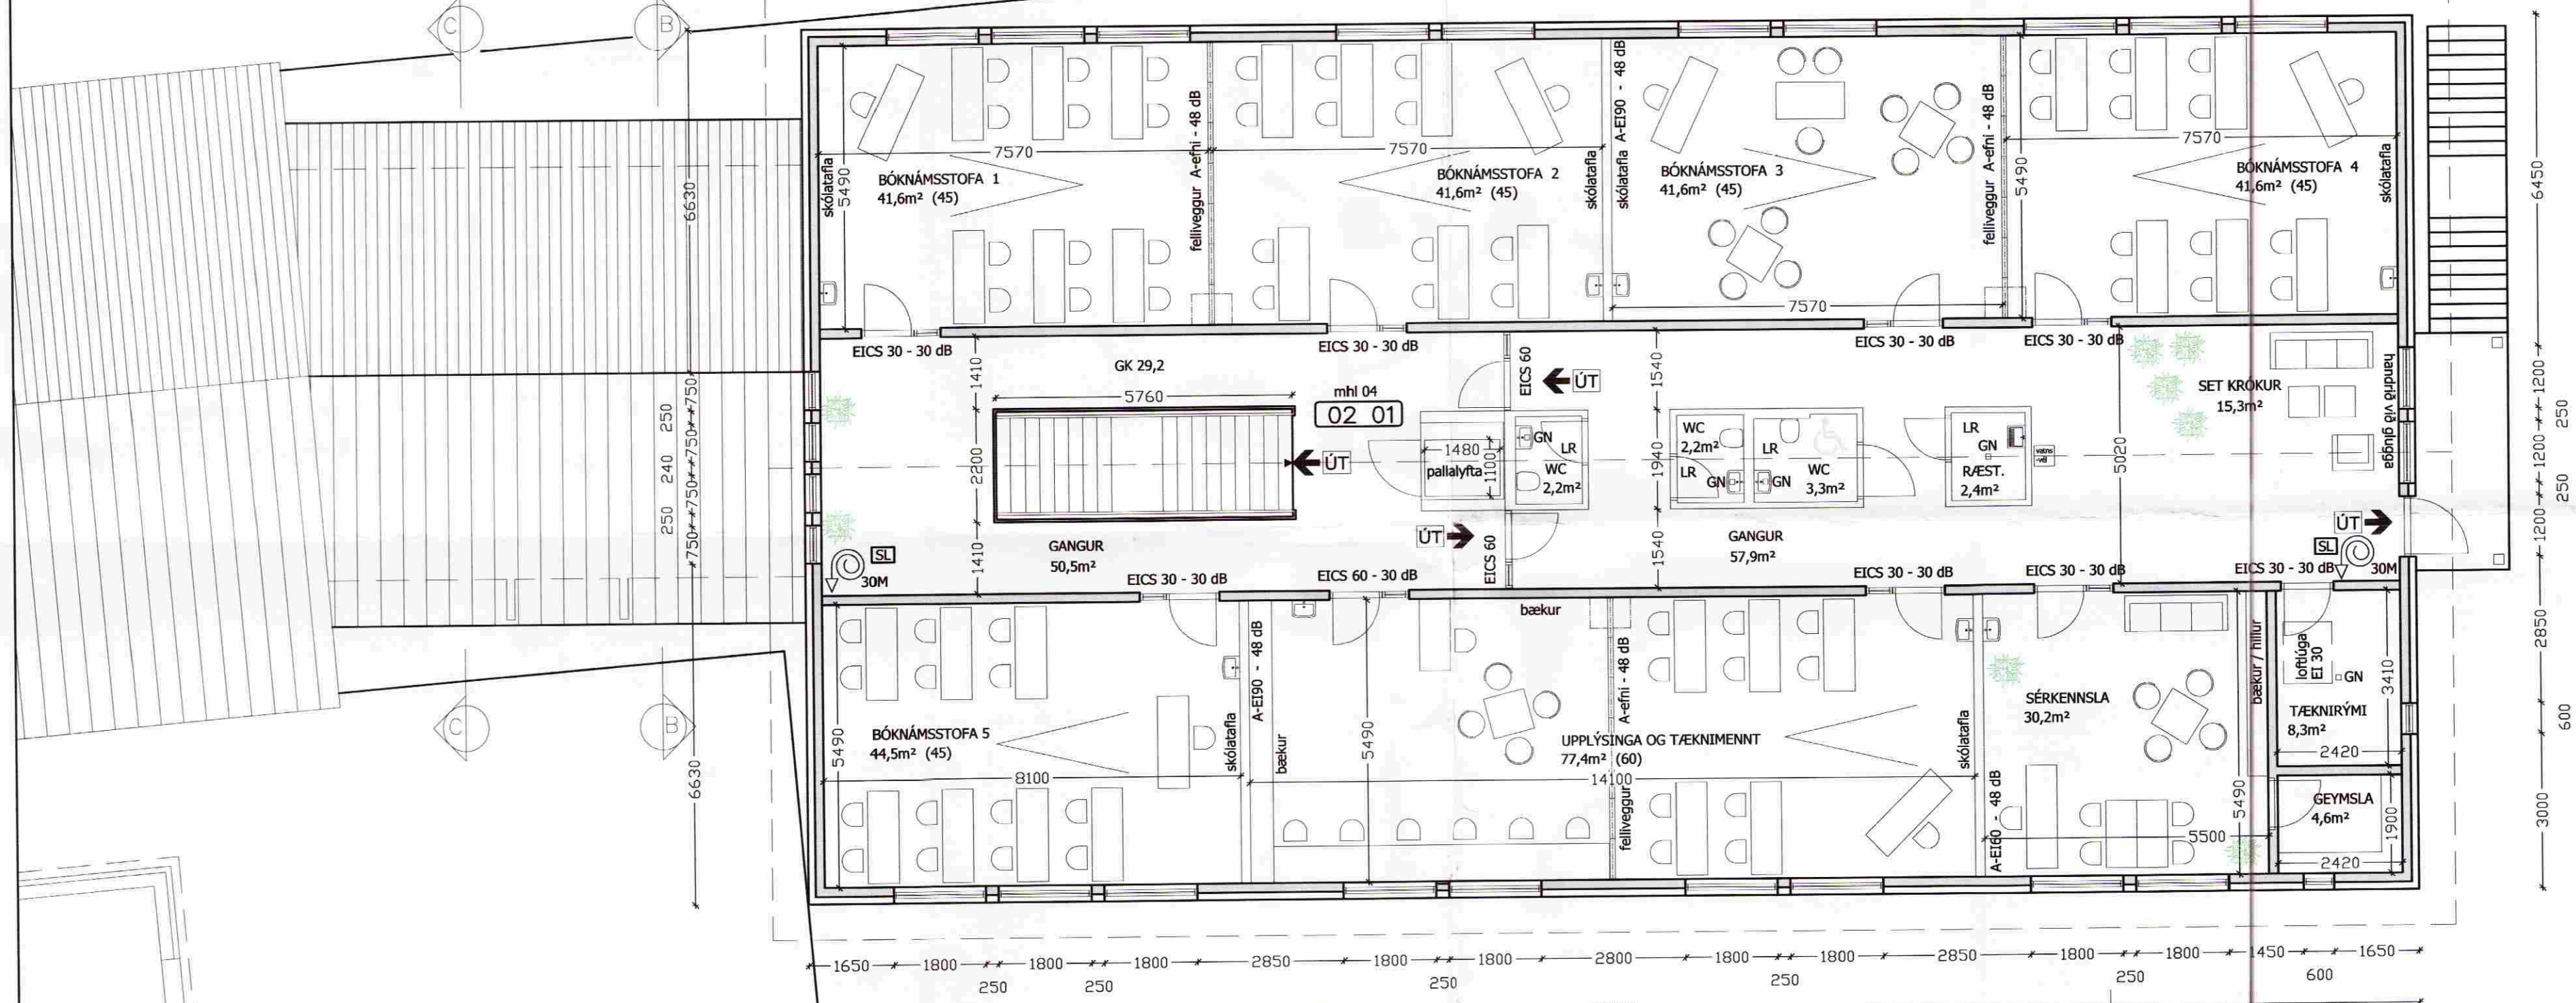 C
B
6630
750 750 750 750
250 240 250
skólatafla
5490
7570
BÓKNÁMSSTOFA 1
41,6m² (45)
felliveggur A-efni - 48 dB
7570
BÓKNÁMSSTOFA 2
41,6m² (45)
skólatafla
skólatafla A-EI90 - 48 dB
BÓKNÁMSSTOFA 3
41,6m² (45)
7570
felliveggur A-efni - 48 dB
5490
7570
BÓKNÁMSSTOFA 4
41,6m² (45)
skólatafla
6450
EICS 30 - 30 dB
EICS 30 - 30 dB
EICS 30 - 30 dB
EICS 30 - 30 dB
1410
GK 29,2
5760
mhl 04
02 01
2200
ÚT
1410
GANGUR
50,5m²
SL
30M
EICS 60
ÚT
1480
pallalyfta
1100
GN
LR
WC
2,2m²
ÚT
EICS 60
1540
1940
1540
WC
2,2m²
LR
GN
LR
GN
WC
3,3m²
LR
GN
RÆST.
2,4m²
vatns
vél
GANGUR
57,9m²
5020
SET KRÓKUR
15,3m²
handrið við glugga
ÚT
SL
30M
1200 1200 1200
250 250
EICS 30 - 30 dB
EICS 60 - 30 dB
EICS 30 - 30 dB
EICS 30 - 30 dB
EICS 30 - 30 dB
C
B
6630
5490
BÓKNÁMSSTOFA 5
44,5m² (45)
8100
skólatafla
A-EI90 - 48 dB
bækur
5490
bækur
UPPLÝSINGA OG TÆKNIMENNT
77,4m² (60)
14100
felliveggur A-efni - 48 dB
skólatafla
A-EI60 - 48 dB
SÉRKENNSLA
30,2m²
5490
5500
bækur / hillur
loftlúga
EI 30
GN
3410
TÆKNIRÝMI
8,3m²
2420
GEYMSLA
4,6m²
1900
2420
2850
600
3000
1650 1800 1800 1800 2850 1800 1800 2800 1800 1800 2850 1800 1800 1450 1650
250 250 250 250 250 600